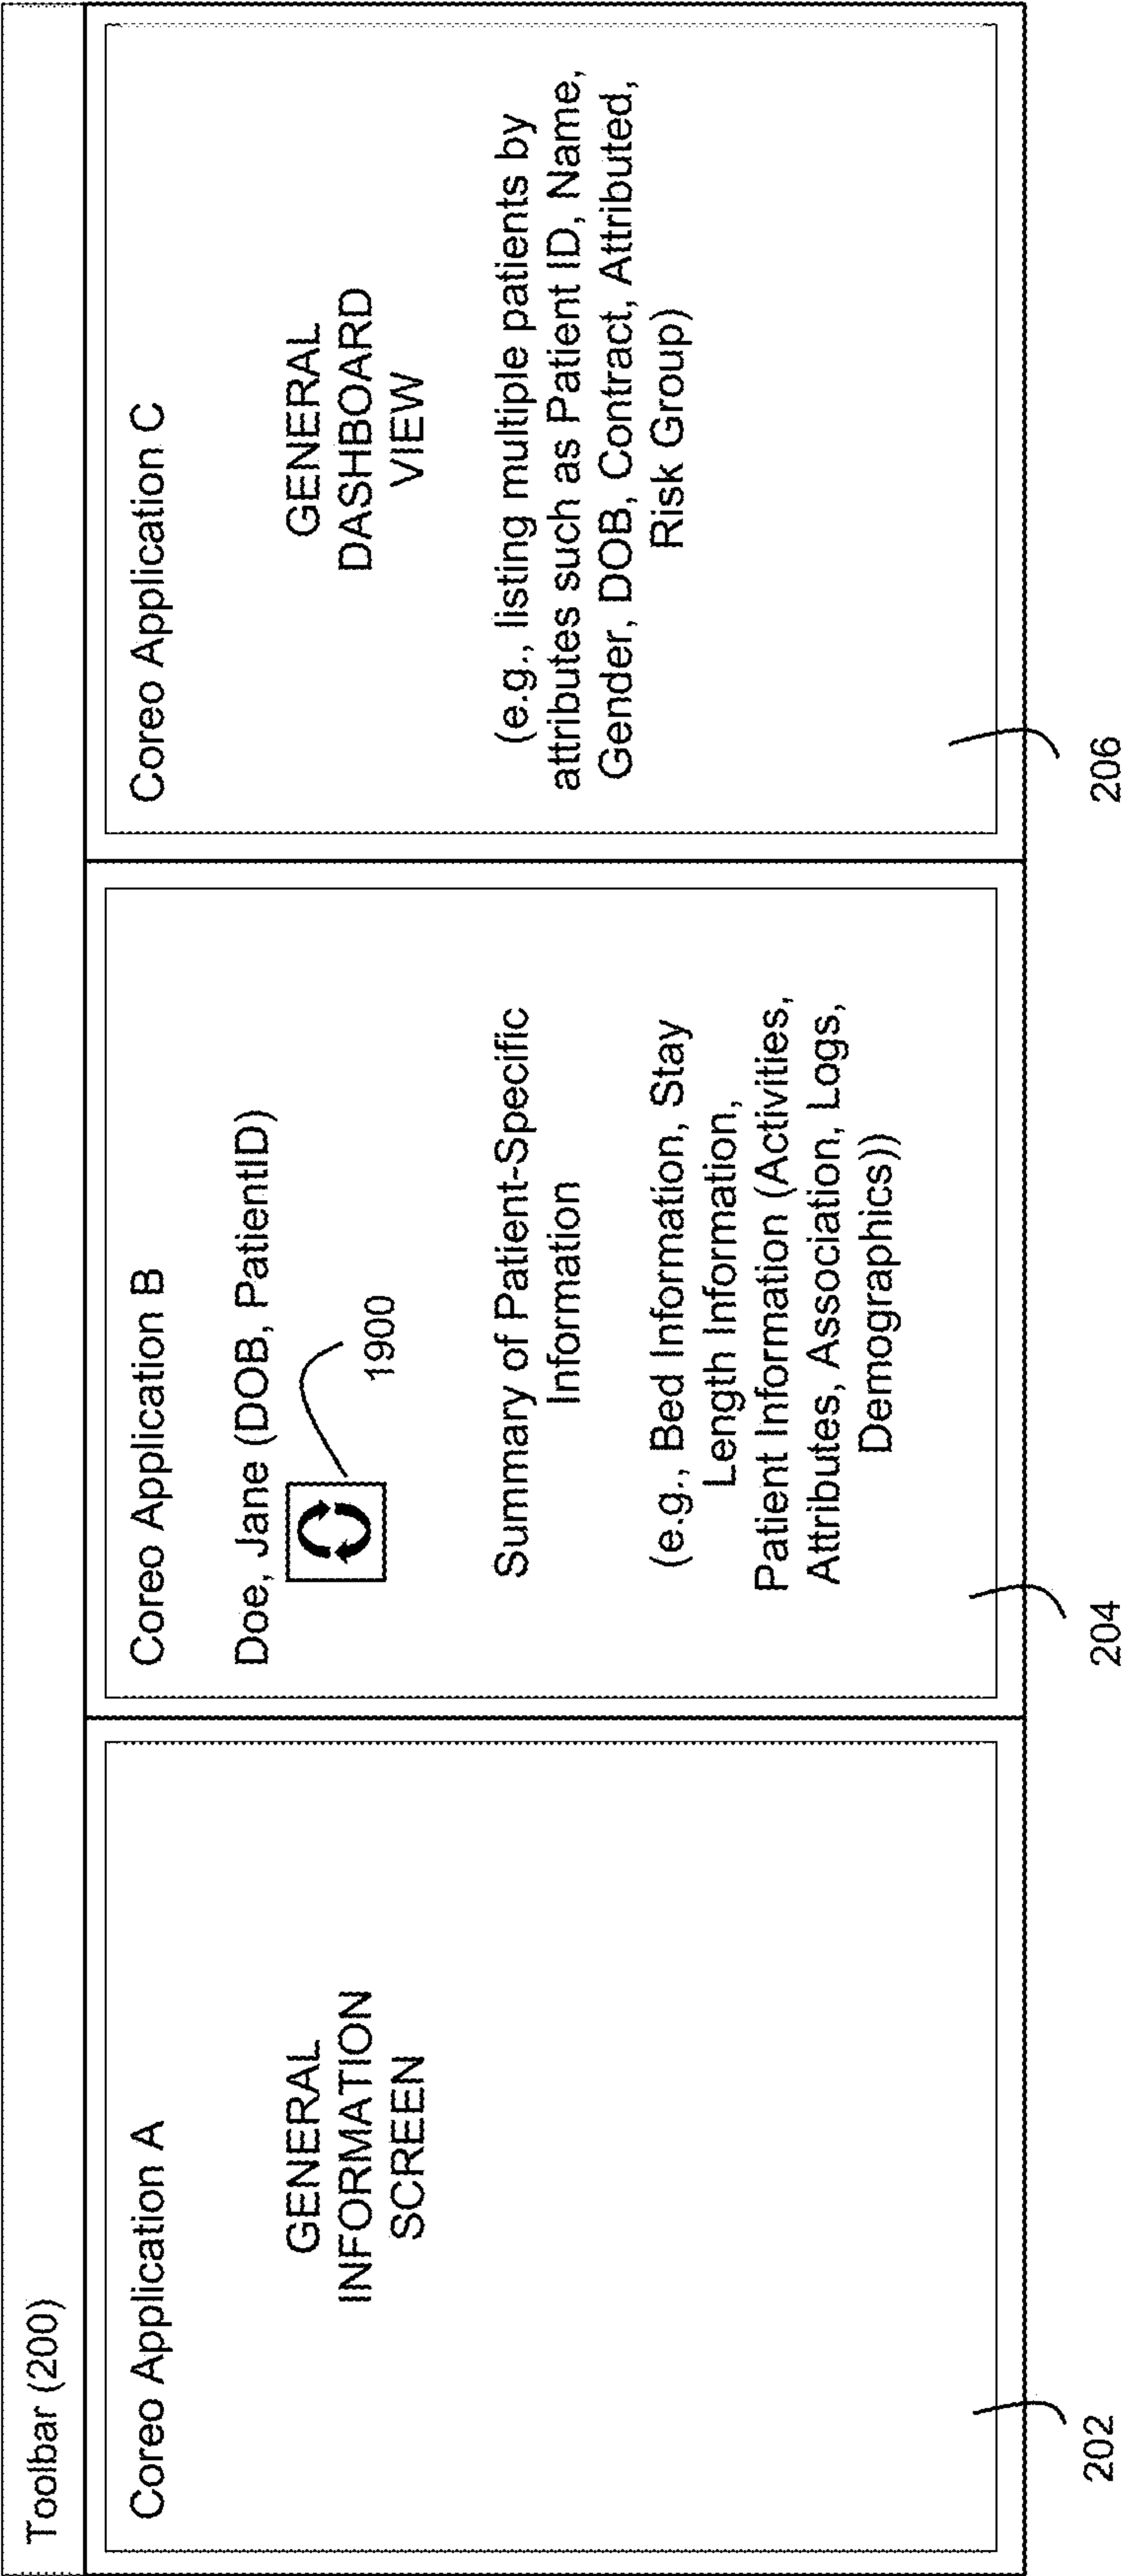 Toolbar (200)
Coreo Application A
GENERAL
INFORMATION
SCREEN
202
Coreo Application B
Doe, Jane (DOB, PatientID)
1900
Summary of Patient-Specific
Information
(e.g., Bed Information, Stay
Length Information,
Patient Information (Activities,
Attributes, Association, Logs,
Demographics))
204
Coreo Application C
GENERAL
DASHBOARD
VIEW
(e.g., listing multiple patients by
attributes such as Patient ID, Name,
Gender, DOB, Contract, Attributed,
Risk Group)
206